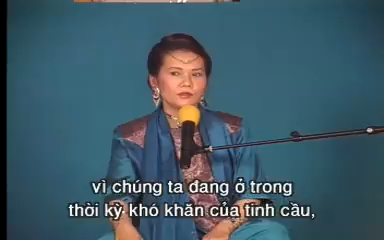 vì chúng ta đang ở trong
thời kỳ khó khăn của tinh cầu,